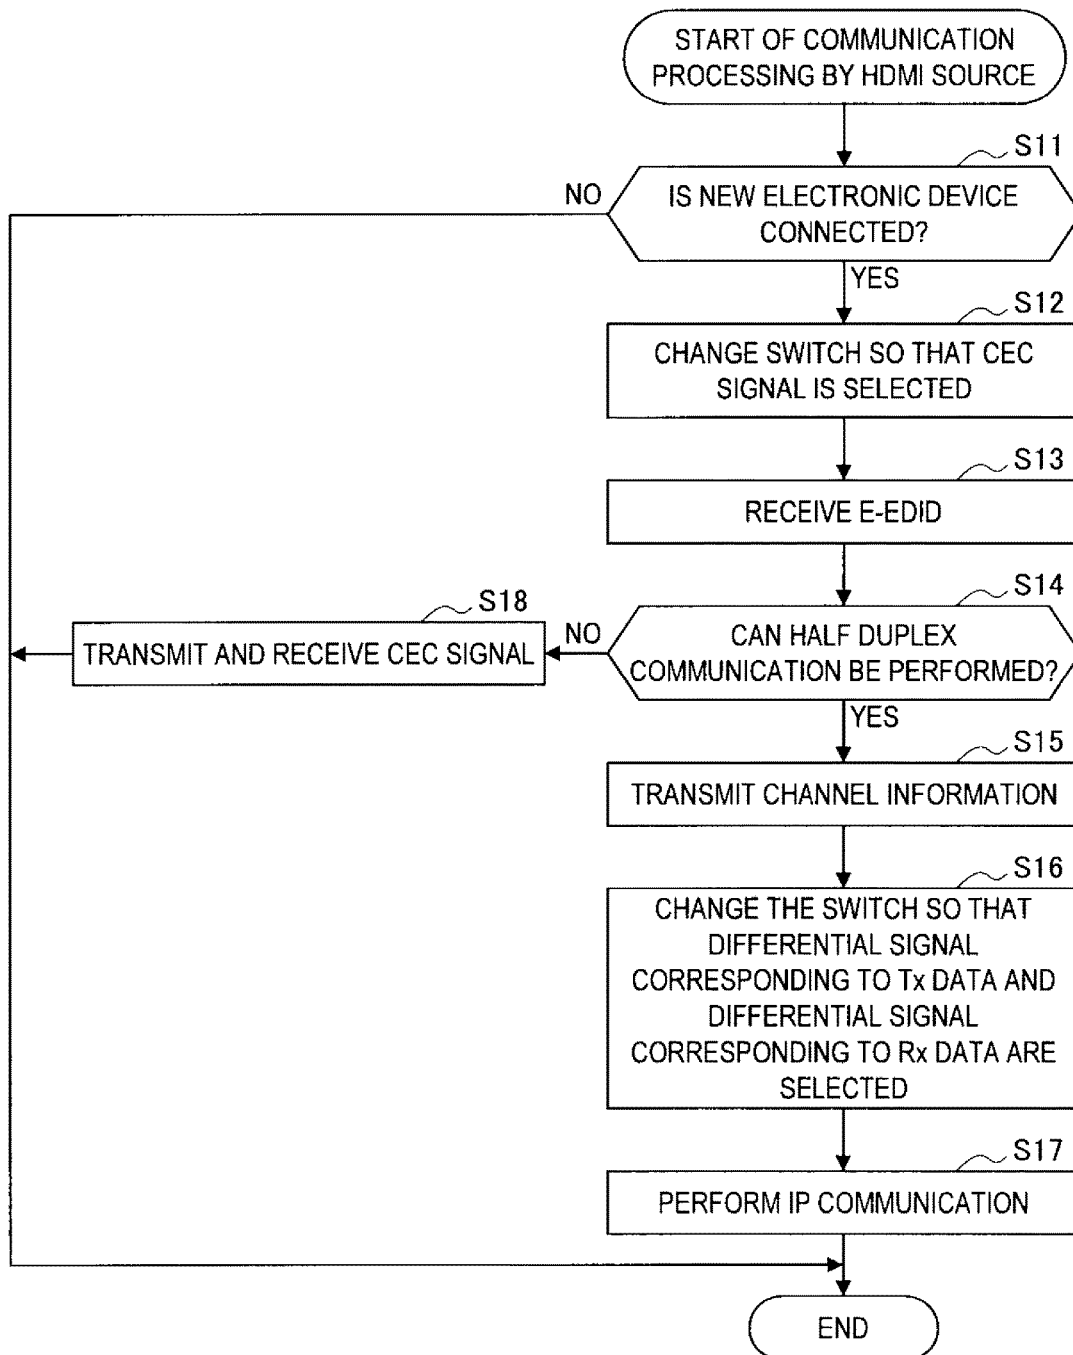 START OF COMMUNICATION
PROCESSING BY HDMI SOURCE
S11
NO
IS NEW ELECTRONIC DEVICE
CONNECTED?
YES
S12
CHANGE SWITCH SO THAT CEC
SIGNAL IS SELECTED
S13
RECEIVE E-EDID
S14
S18
NO
CAN HALF DUPLEX
COMMUNICATION BE PERFORMED?
TRANSMIT AND RECEIVE CEC SIGNAL
YES
S15
TRANSMIT CHANNEL INFORMATION
S16
CHANGE THE SWITCH SO THAT
DIFFERENTIAL SIGNAL
CORRESPONDING TO Tx DATA AND
DIFFERENTIAL SIGNAL
CORRESPONDING TO Rx DATA ARE
SELECTED
S17
PERFORM IP COMMUNICATION
END